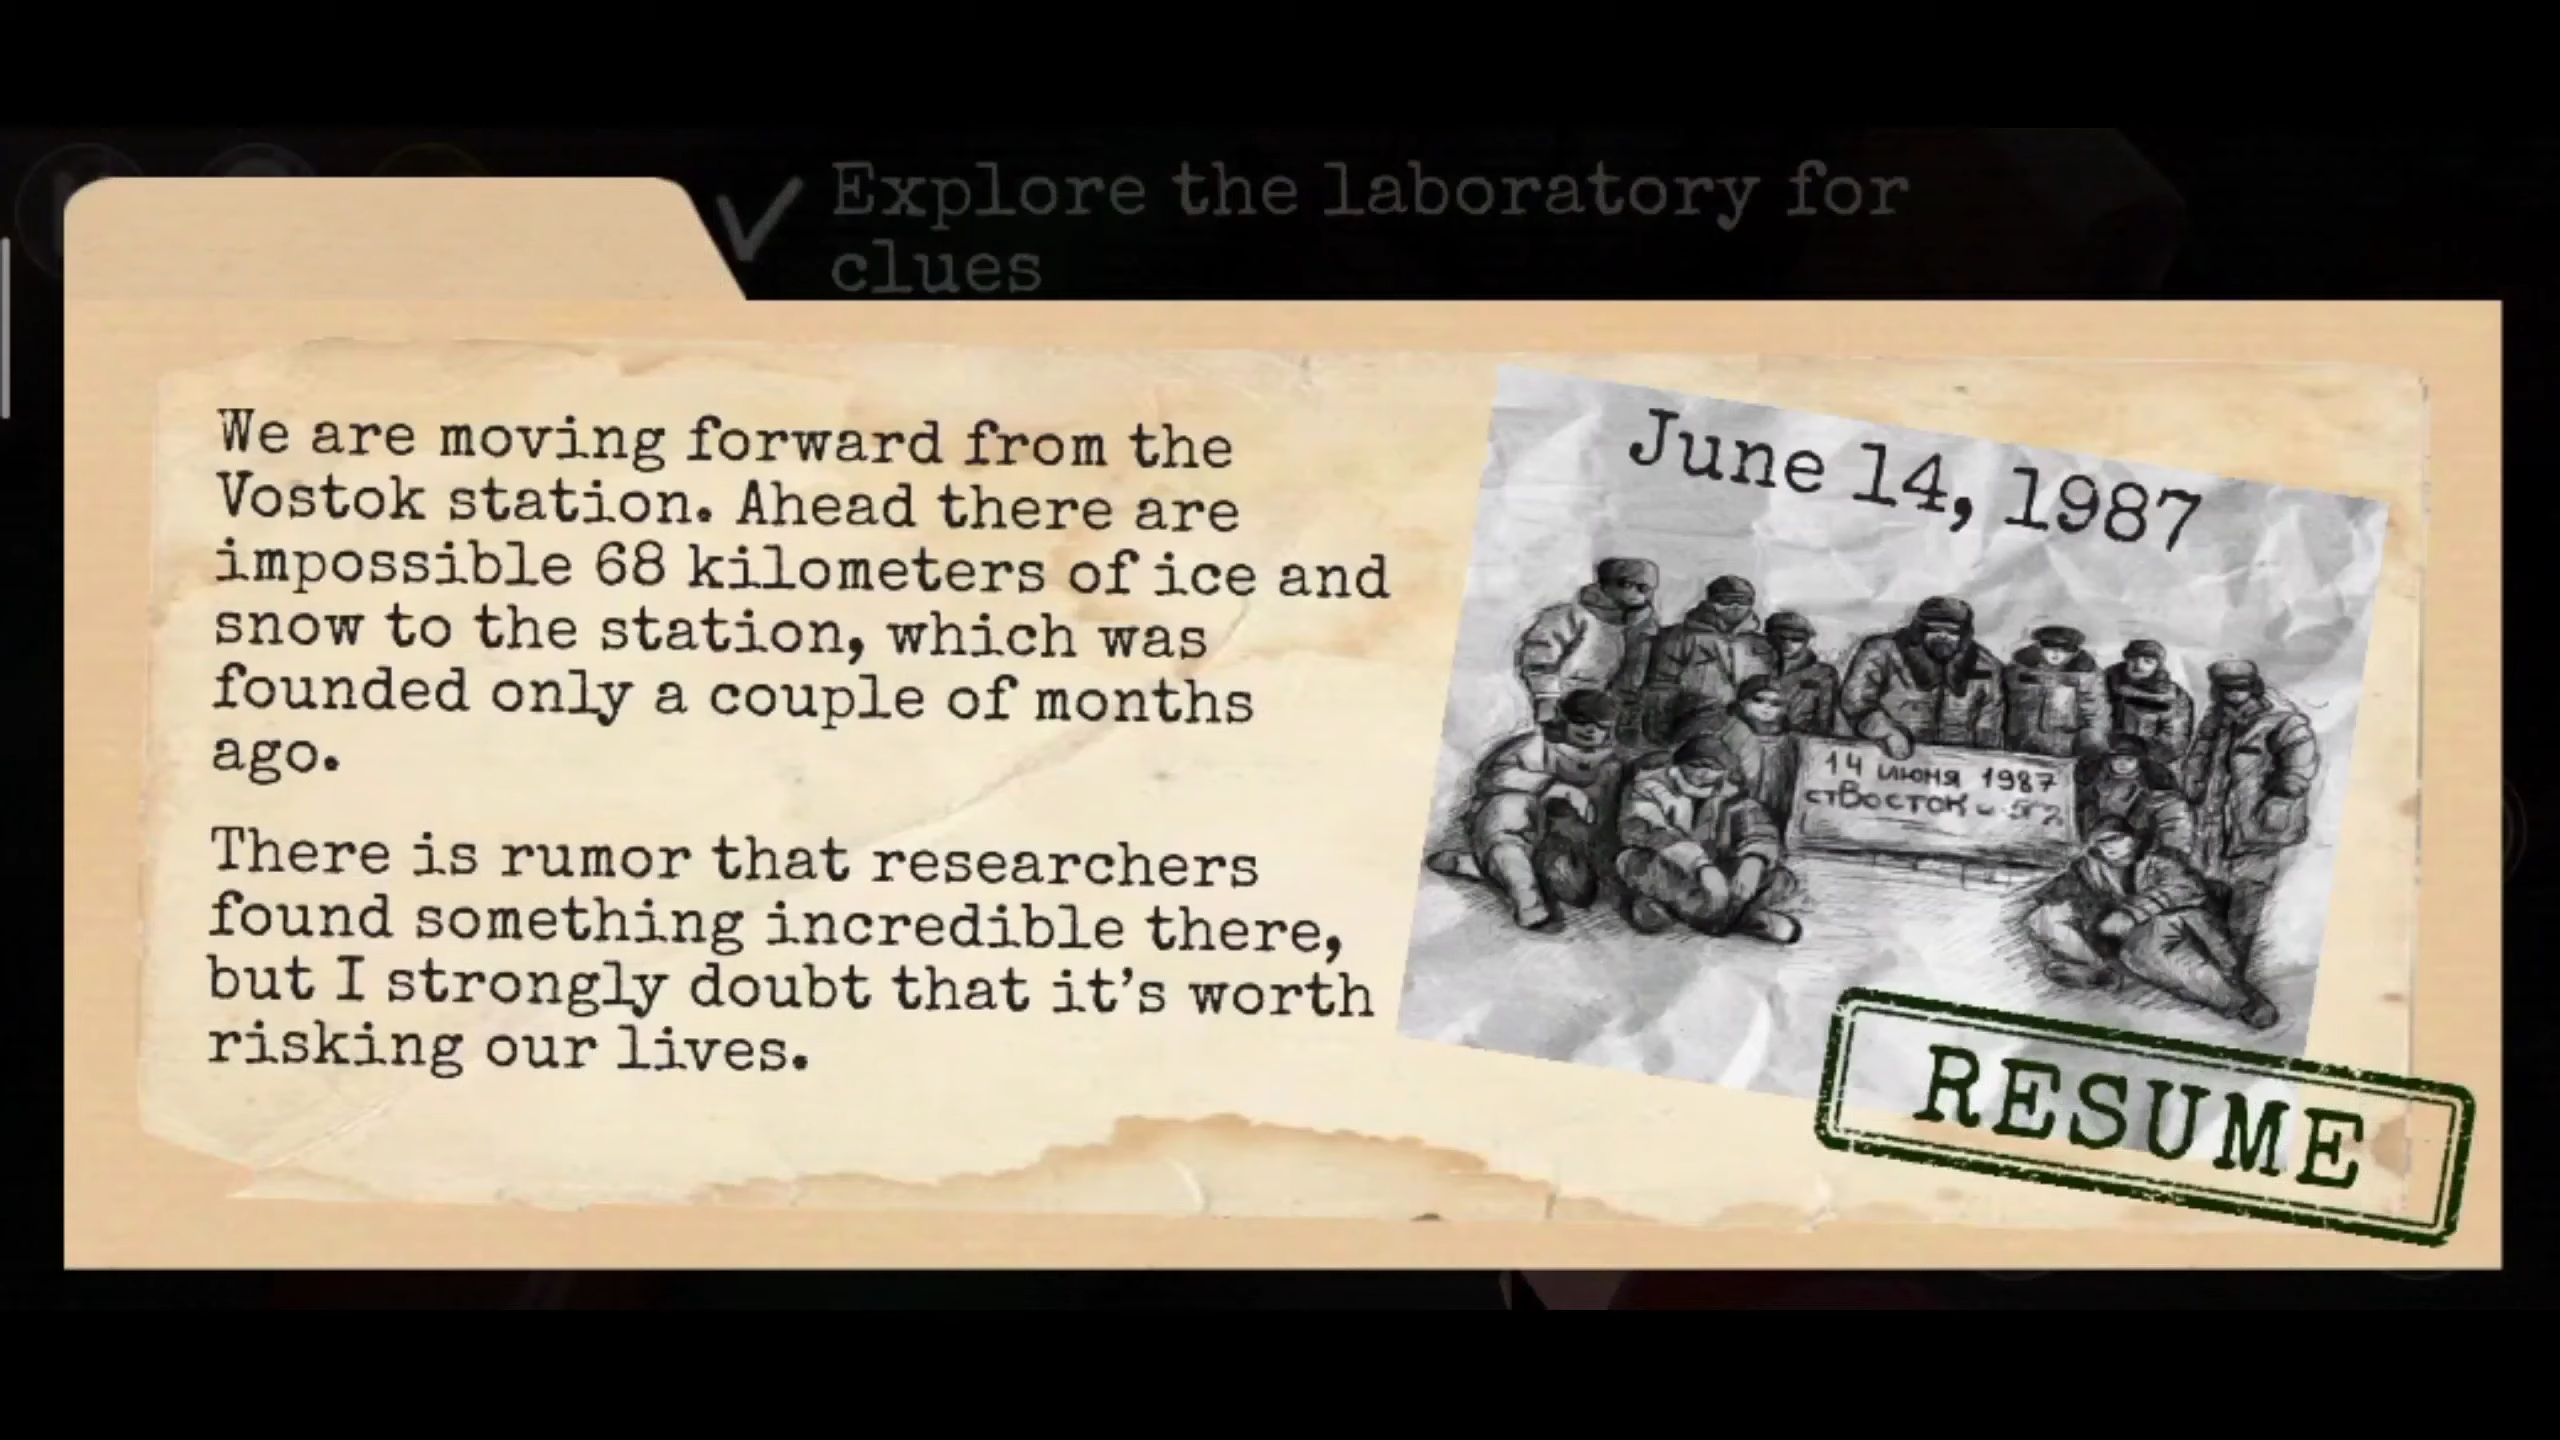 Explore the laboratory for
clues
We are moving forward from the
Vostok station. Ahead there are
impossible 68 kilometers of ice and
snow to the station, which was
founded only a couple of months
ago.
There is rumor that researchers
found something incredible there,
but I strongly doubt that it's worth
risking our lives.
June 14, 1987
14 июня 1987
стВосток
RESUME